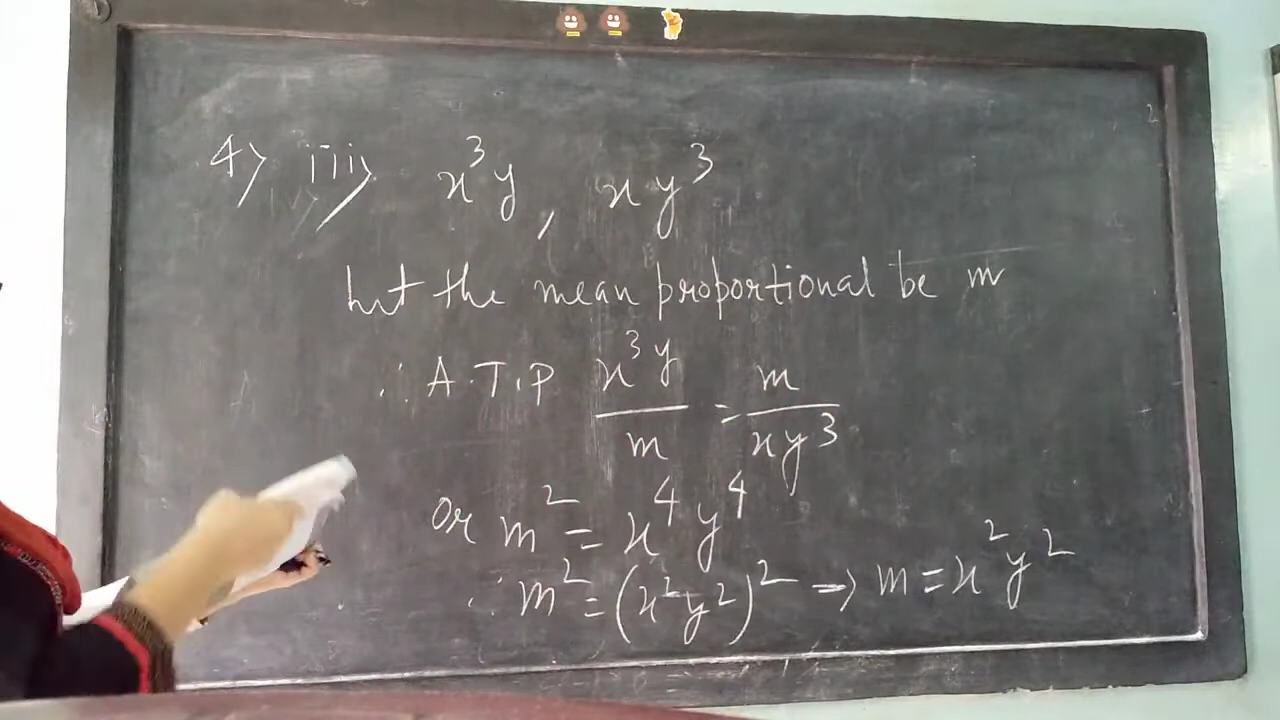 4> iii> x³y, xy³
Let the mean proportional be m
∴ A.T.P x³y/m = m/xy³
or m² = x⁴y⁴
∴ m² = (x²y²)² ⇒ m = x²y²